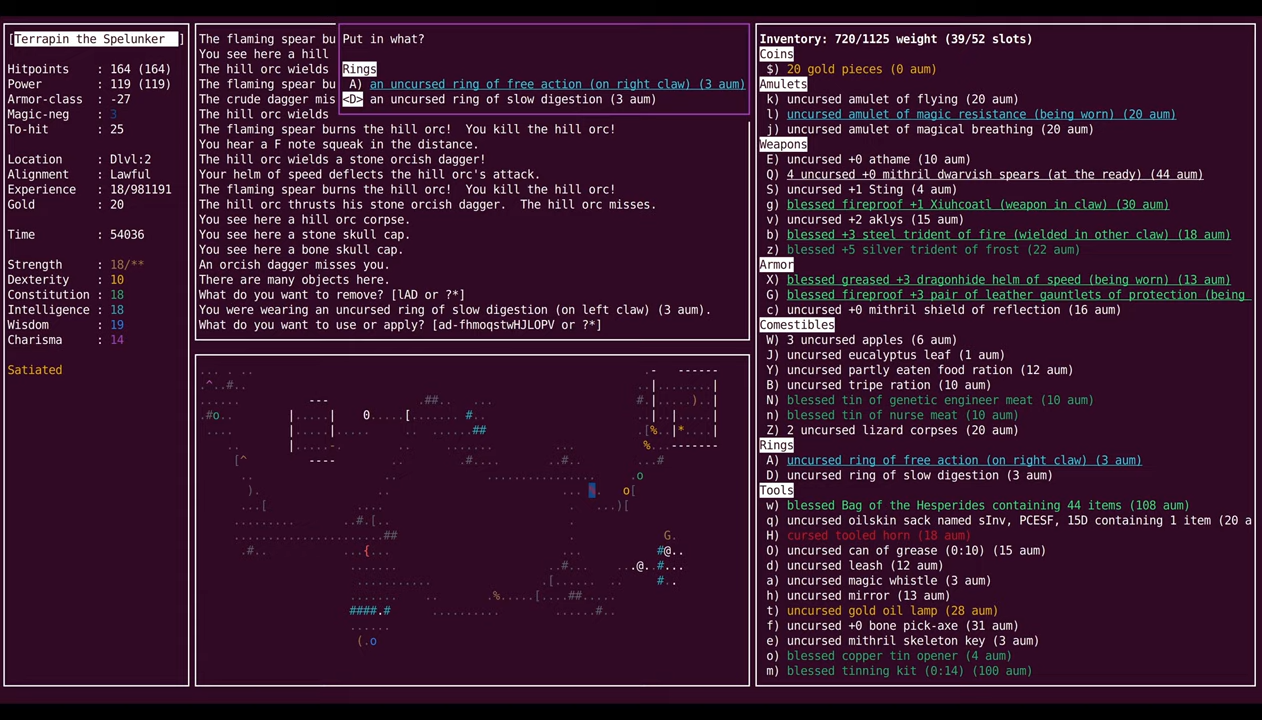 [Terrapin the Spelunker ]
Hitpoints : 164 (164)
Power : 119 (119)
Armor-class : -27
Magic-neg : 3
To-hit : 25
Location : Dlvl:2
Alignment : Lawful
Experience : 18/981191
Gold : 20
Time : 54036
Strength : 18/**
Dexterity : 10
Constitution : 18
Intelligence : 18
Wisdom : 19
Charisma : 14
Satiated
The flaming spear bu
You see here a hill
The hill orc wields
The flaming spear bu
The crude dagger mis
The hill orc wields
The flaming spear burns the hill orc!  You kill the hill orc!
You hear a F note squeak in the distance.
The hill orc wields a stone orcish dagger!
Your helm of speed deflects the hill orc's attack.
The flaming spear burns the hill orc!  You kill the hill orc!
The hill orc thrusts his stone orcish dagger.  The hill orc misses.
You see here a hill orc corpse.
You see here a stone skull cap.
You see here a bone skull cap.
An orcish dagger misses you.
There are many objects here.
What do you want to remove? [lAD or ?*]
You were wearing an uncursed ring of slow digestion (on left claw) (3 aum).
What do you want to use or apply? [ad-fhmoqstwHJLOPV or ?*]
Put in what?
Rings
A) an uncursed ring of free action (on right claw) (3 aum)
<D> an uncursed ring of slow digestion (3 aum)
Inventory: 720/1125 weight (39/52 slots)
Coins
$) 20 gold pieces (0 aum)
Amulets
k) uncursed amulet of flying (20 aum)
l) uncursed amulet of magic resistance (being worn) (20 aum)
j) uncursed amulet of magical breathing (20 aum)
Weapons
E) uncursed +0 athame (10 aum)
Q) 4 uncursed +0 mithril dwarvish spears (at the ready) (44 aum)
S) uncursed +1 Sting (4 aum)
g) blessed fireproof +1 Xiuhcoatl (weapon in claw) (30 aum)
v) uncursed +2 aklys (15 aum)
b) blessed +3 steel trident of fire (wielded in other claw) (18 aum)
z) blessed +5 silver trident of frost (22 aum)
Armor
X) blessed greased +3 dragonhide helm of speed (being worn) (13 aum)
G) blessed fireproof +3 pair of leather gauntlets of protection (being
c) uncursed +0 mithril shield of reflection (16 aum)
Comestibles
W) 3 uncursed apples (6 aum)
J) uncursed eucalyptus leaf (1 aum)
Y) uncursed partly eaten food ration (12 aum)
B) uncursed tripe ration (10 aum)
N) blessed tin of genetic engineer meat (10 aum)
n) blessed tin of nurse meat (10 aum)
Z) 2 uncursed lizard corpses (20 aum)
Rings
A) uncursed ring of free action (on right claw) (3 aum)
D) uncursed ring of slow digestion (3 aum)
Tools
w) blessed Bag of the Hesperides containing 44 items (108 aum)
q) uncursed oilskin sack named sInv, PCESF, 15D containing 1 item (20 a
H) cursed tooled horn (18 aum)
O) uncursed can of grease (0:10) (15 aum)
d) uncursed leash (12 aum)
a) uncursed magic whistle (3 aum)
h) uncursed mirror (13 aum)
t) uncursed gold oil lamp (28 aum)
f) uncursed +0 bone pick-axe (31 aum)
e) uncursed mithril skeleton key (3 aum)
o) blessed copper tin opener (4 aum)
m) blessed tinning kit (0:14) (100 aum)